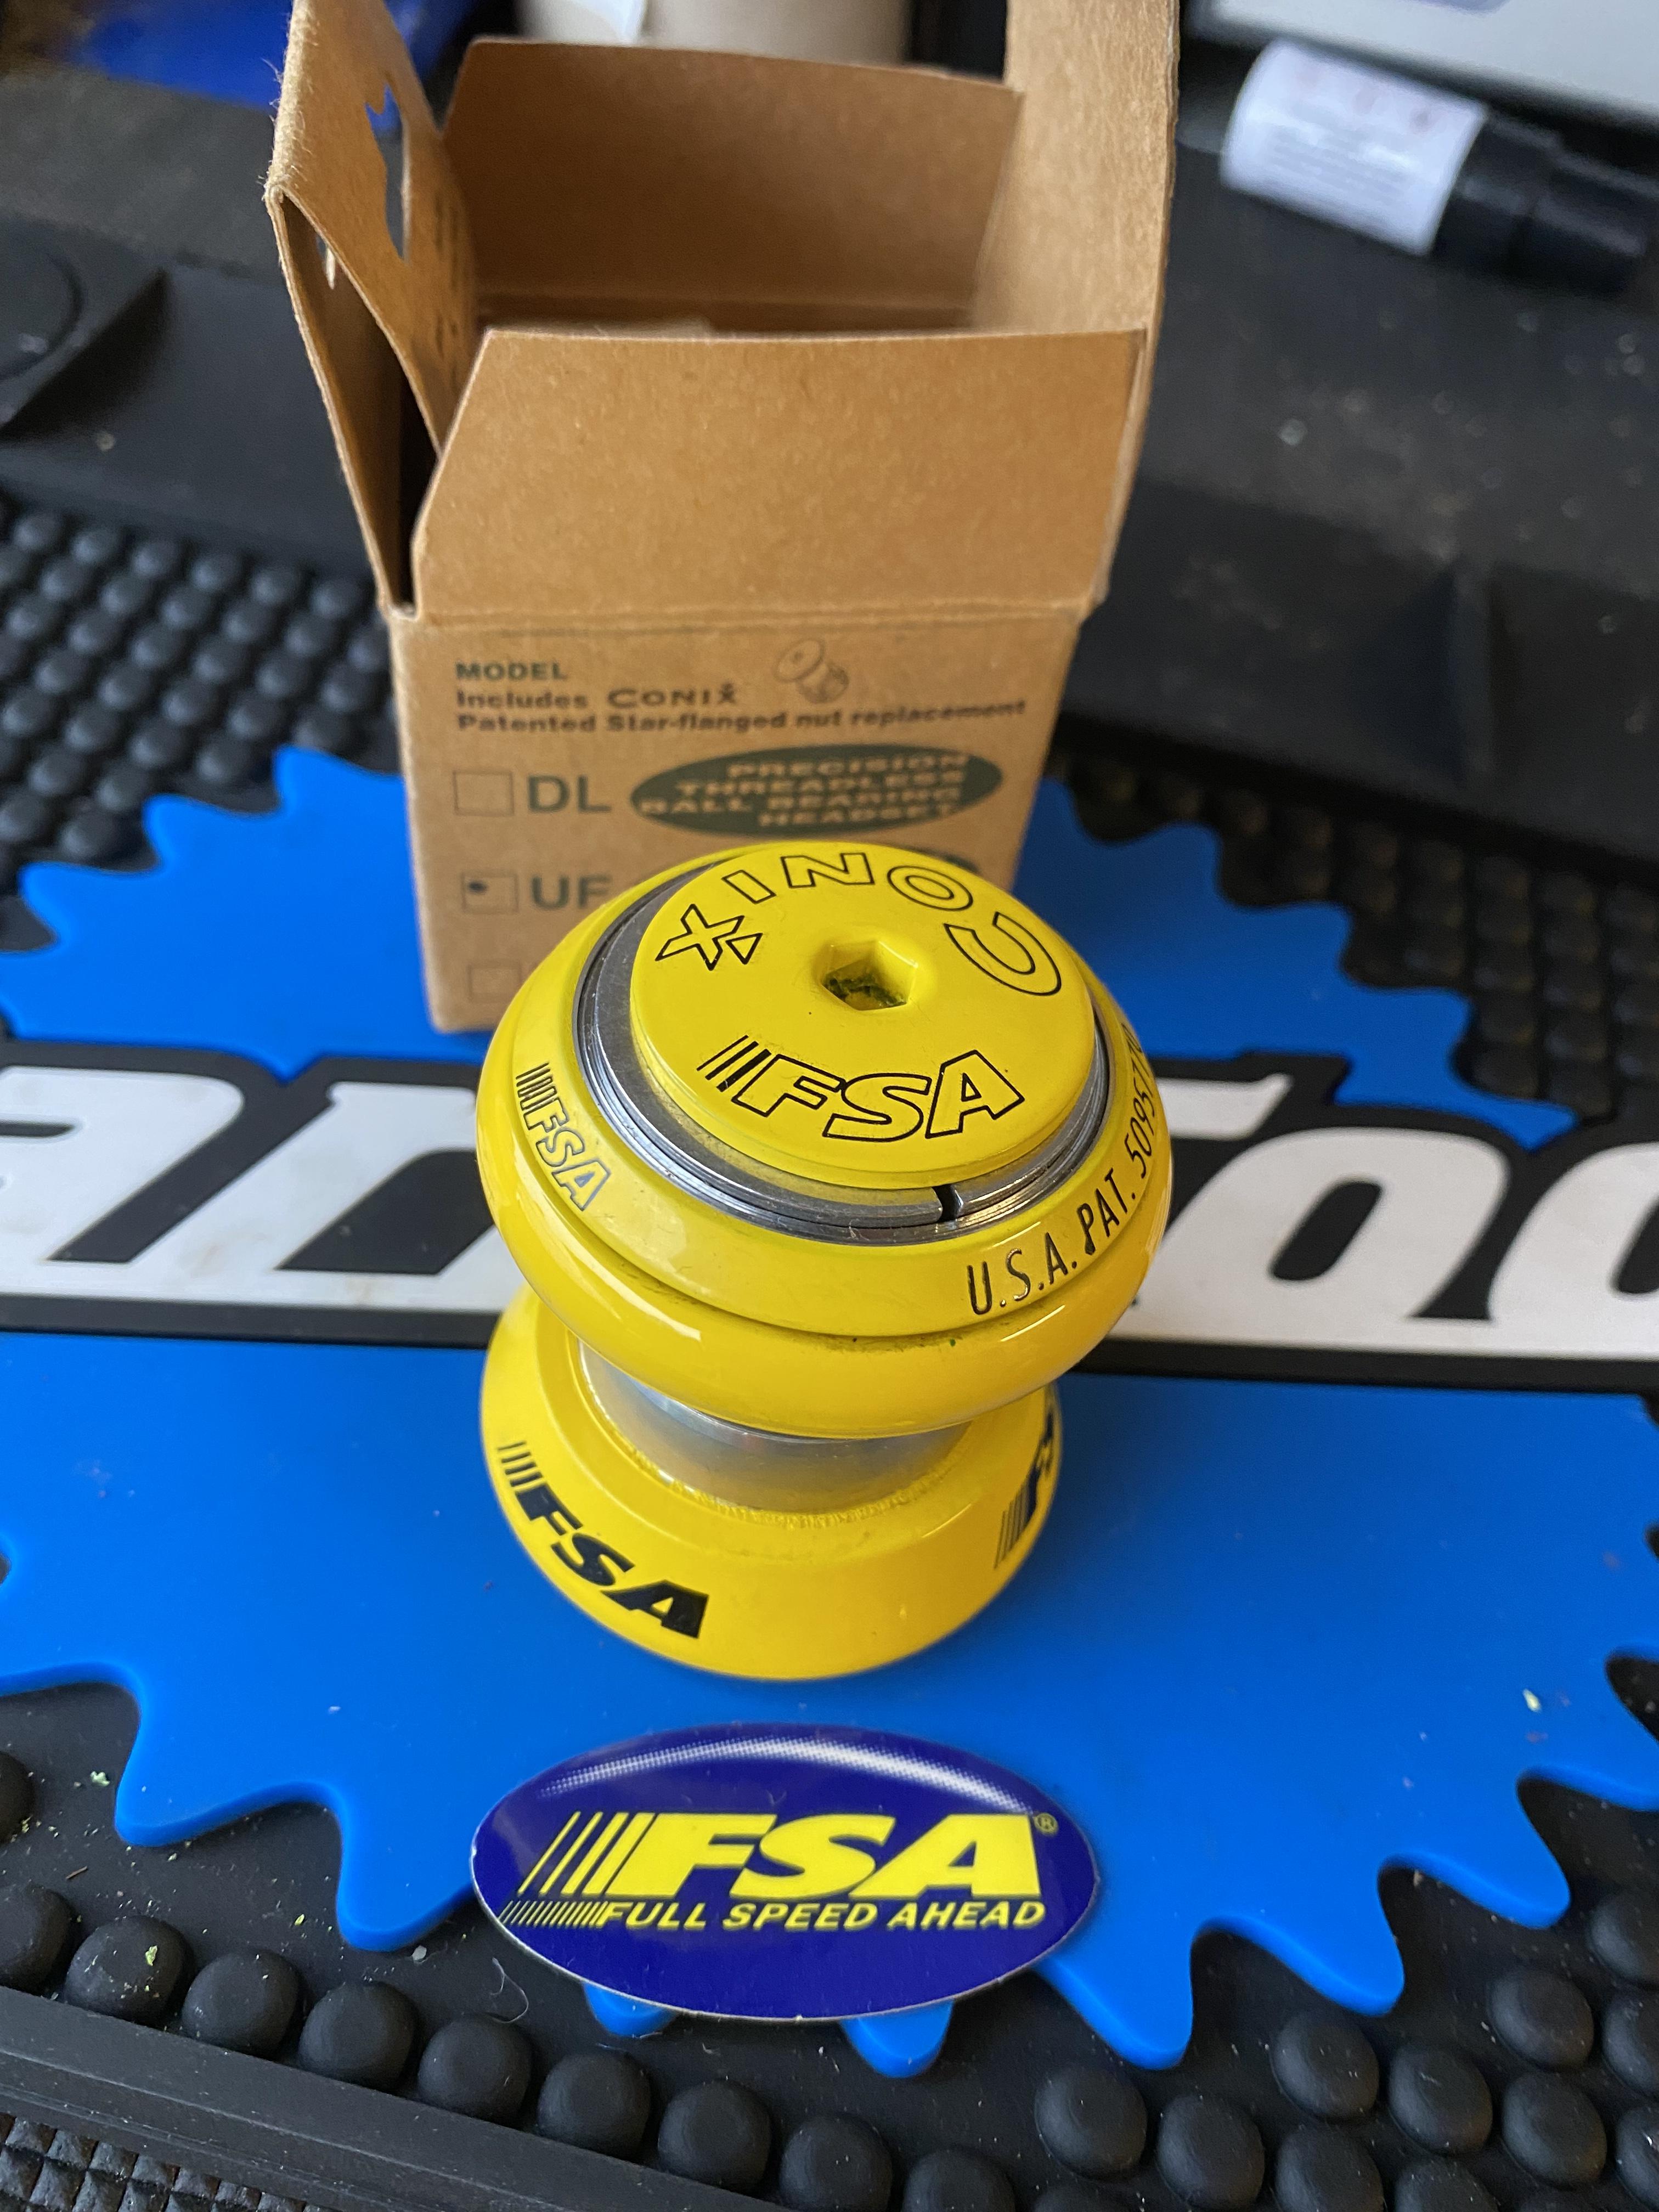 MODEL
Includes CONIX
Patented Star-flanged nut replacement
DL
PRECISION
THREADLESS
BALL BEARING
HEADSET
UF
CONIX
FSA
FSA
U.S.A. PAT.
FSA
FSA®
FULL SPEED AHEAD